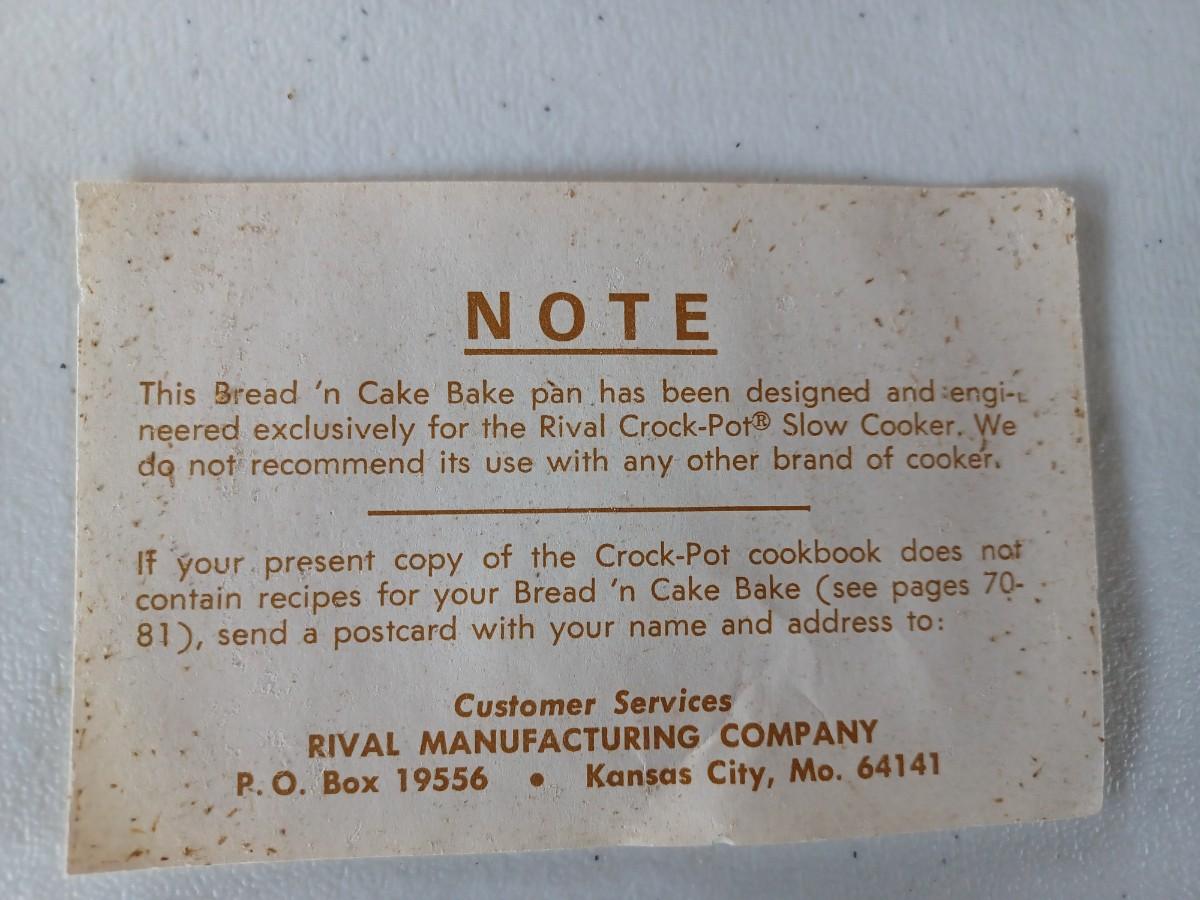 NOTE
This Bread 'n Cake Bake pan has been designed and engi-
neered exclusively for the Rival Crock-Pot® Slow Cooker. We
do not recommend its use with any other brand of cooker.
If your present copy of the Crock-Pot cookbook does not
contain recipes for your Bread 'n Cake Bake (see pages 70-
81), send a postcard with your name and address to:
Customer Services
RIVAL MANUFACTURING COMPANY
P. O. Box 19556 • Kansas City, Mo. 64141